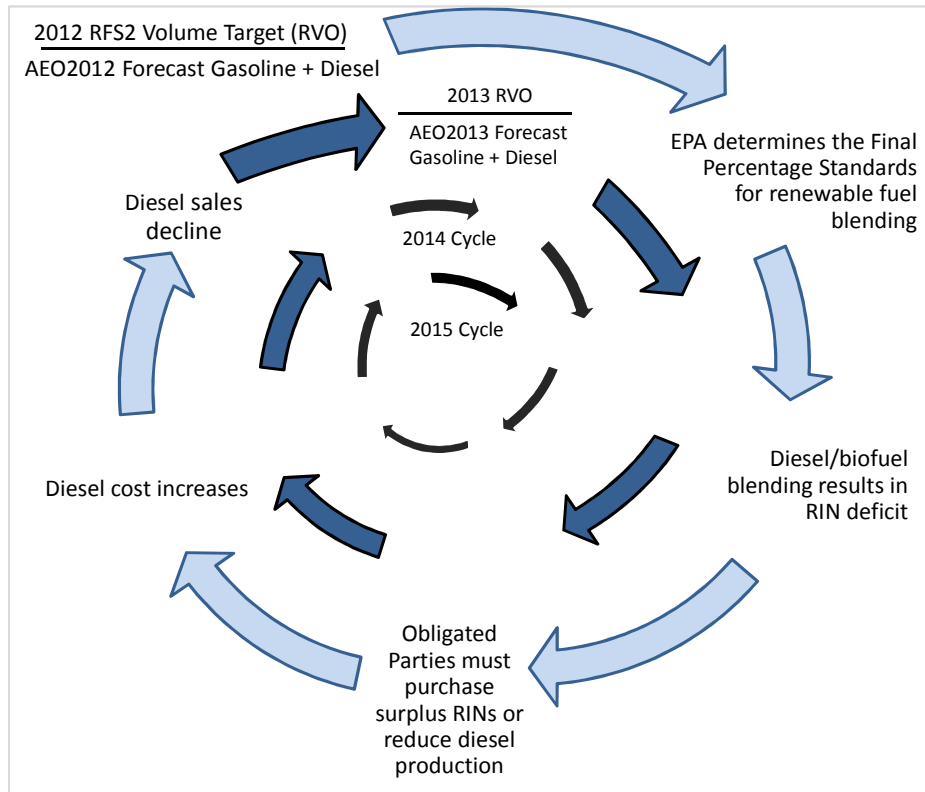 2012 RFS2 Volume Target (RVO)
AEO2012 Forecast Gasoline + Diesel
2013 RVO
AEO2013 Forecast
Gasoline + Diesel
EPA determines the Final
Percentage Standards
for renewable fuel
blending
Diesel sales
decline
2014 Cycle
2015 Cycle
Diesel/biofuel
blending results in
RIN deficit
Diesel cost increases
Obligated
Parties must
purchase
surplus RINs or
reduce diesel
production